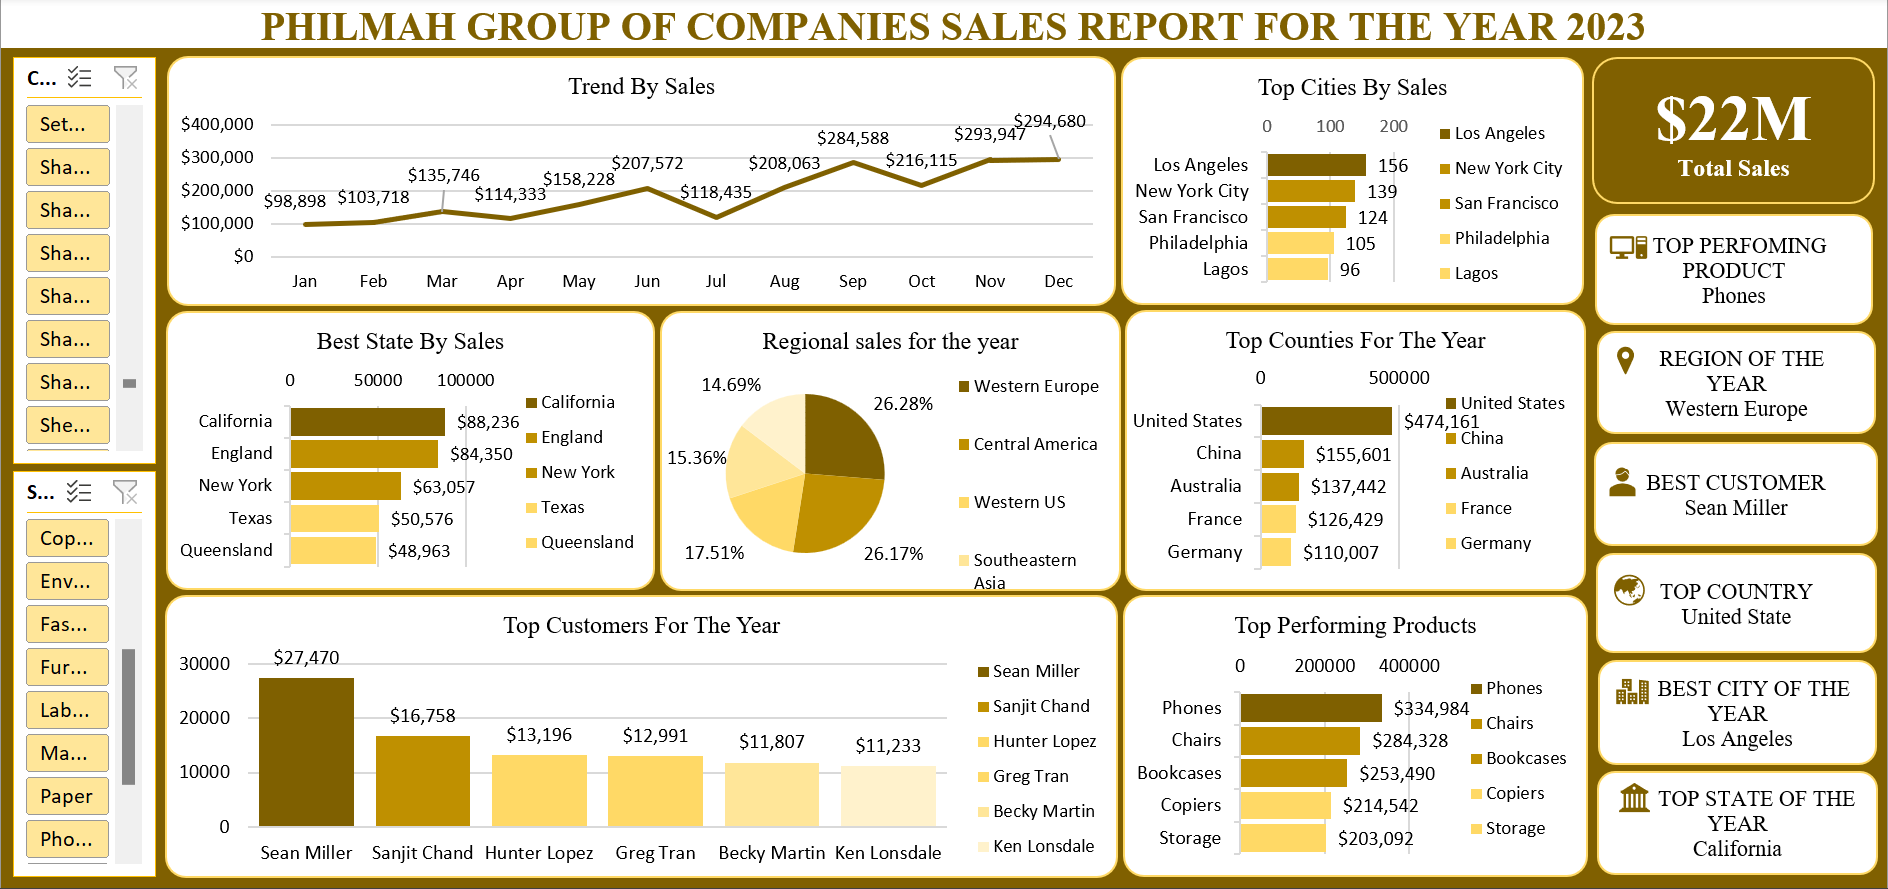 PHILMAH GROUP OF COMPANIES SALES REPORT FOR THE YEAR 2023
C...
Set...
Sha...
Sha...
Sha...
Sha...
Sha...
Sha...
She...
S...
Cop...
Env...
Fas...
Fur...
Lab...
Ma...
Paper
Pho...
Trend By Sales
$400,000
$300,000
$200,000
$100,000
$0
$98,898
$103,718
$135,746
$114,333
$158,228
$207,572
$118,435
$208,063
$284,588
$216,115
$293,947
$294,680
Jan Feb Mar Apr May Jun Jul Aug Sep Oct Nov Dec
Top Cities By Sales
0 100 200
Los Angeles 156
New York City 139
San Francisco 124
Philadelphia 105
Lagos 96
Los Angeles
New York City
San Francisco
Philadelphia
Lagos
$22M
Total Sales
TOP PERFOMING
PRODUCT
Phones
REGION OF THE
YEAR
Western Europe
BEST CUSTOMER
Sean Miller
TOP COUNTRY
United State
BEST CITY OF THE
YEAR
Los Angeles
TOP STATE OF THE
YEAR
California
Best State By Sales
0 50000 100000
California $88,236
England $84,350
New York $63,057
Texas $50,576
Queensland $48,963
California
England
New York
Texas
Queensland
Regional sales for the year
26.28%
26.17%
17.51%
15.36%
14.69%
Western Europe
Central America
Western US
Southeastern
Asia
Top Counties For The Year
0 500000
United States $474,161
China $155,601
Australia $137,442
France $126,429
Germany $110,007
United States
China
Australia
France
Germany
Top Customers For The Year
30000
20000
10000
0
$27,470
$16,758
$13,196
$12,991
$11,807
$11,233
Sean Miller Sanjit Chand Hunter Lopez Greg Tran Becky Martin Ken Lonsdale
Sean Miller
Sanjit Chand
Hunter Lopez
Greg Tran
Becky Martin
Ken Lonsdale
Top Performing Products
0 200000 400000
Phones $334,984
Chairs $284,328
Bookcases $253,490
Copiers $214,542
Storage $203,092
Phones
Chairs
Bookcases
Copiers
Storage